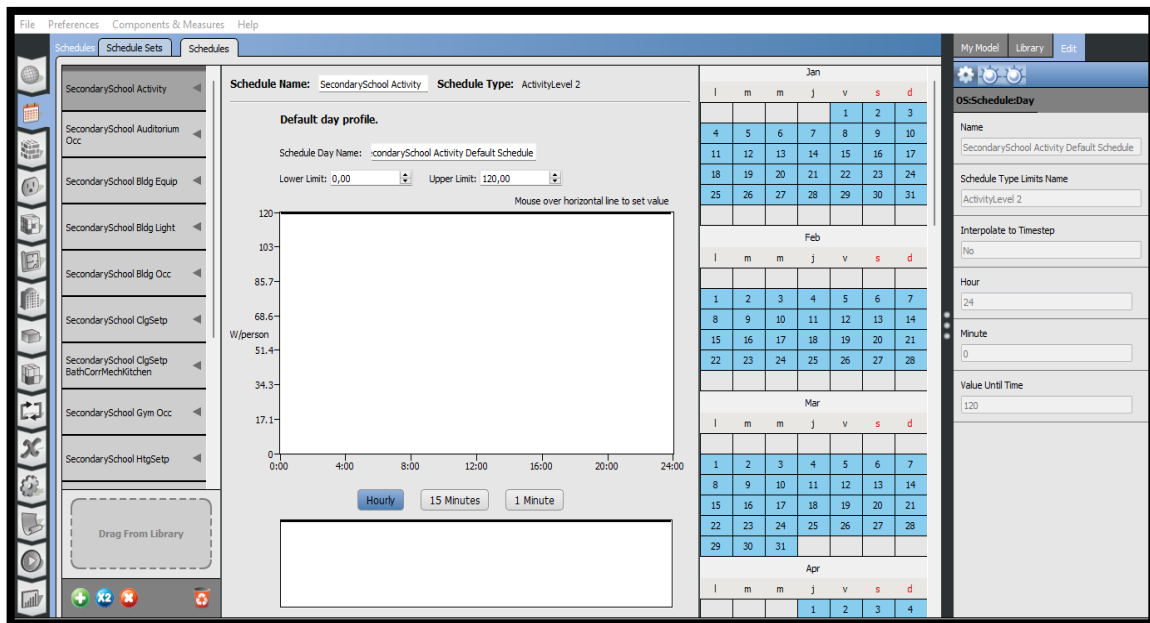 File Preferences Components & Measures Help
Schedules Schedule Sets Schedules
SecondarySchool Activity
SecondarySchool Auditorium
Occ
SecondarySchool Bldg Equip
SecondarySchool Bldg Light
SecondarySchool Bldg Occ
SecondarySchool ClgSetp
SecondarySchool ClgSetp
BathCorrMechKitchen
SecondarySchool Gym Occ
SecondarySchool HtgSetp
Drag From Library
X2
Schedule Name: SecondarySchool Activity Schedule Type: ActivityLevel 2
Default day profile.
Schedule Day Name: :condarySchool Activity Default Schedule
Lower Limit: 0,00 Upper Limit: 120,00
Mouse over horizontal line to set value
120
103
85.7
68.6
W/person
51.4
34.3
17.1
0
0:00 4:00 8:00 12:00 16:00 20:00 24:00
Hourly 15 Minutes 1 Minute
Jan
l m m j v s d
1 2 3
4 5 6 7 8 9 10
11 12 13 14 15 16 17
18 19 20 21 22 23 24
25 26 27 28 29 30 31
Feb
l m m j v s d
1 2 3 4 5 6 7
8 9 10 11 12 13 14
15 16 17 18 19 20 21
22 23 24 25 26 27 28
Mar
l m m j v s d
1 2 3 4 5 6 7
8 9 10 11 12 13 14
15 16 17 18 19 20 21
22 23 24 25 26 27 28
29 30 31
Apr
l m m j v s d
1 2 3 4
My Model Library Edit
OS:Schedule:Day
Name
SecondarySchool Activity Default Schedule
Schedule Type Limits Name
ActivityLevel 2
Interpolate to Timestep
No
Hour
24
Minute
0
Value Until Time
120